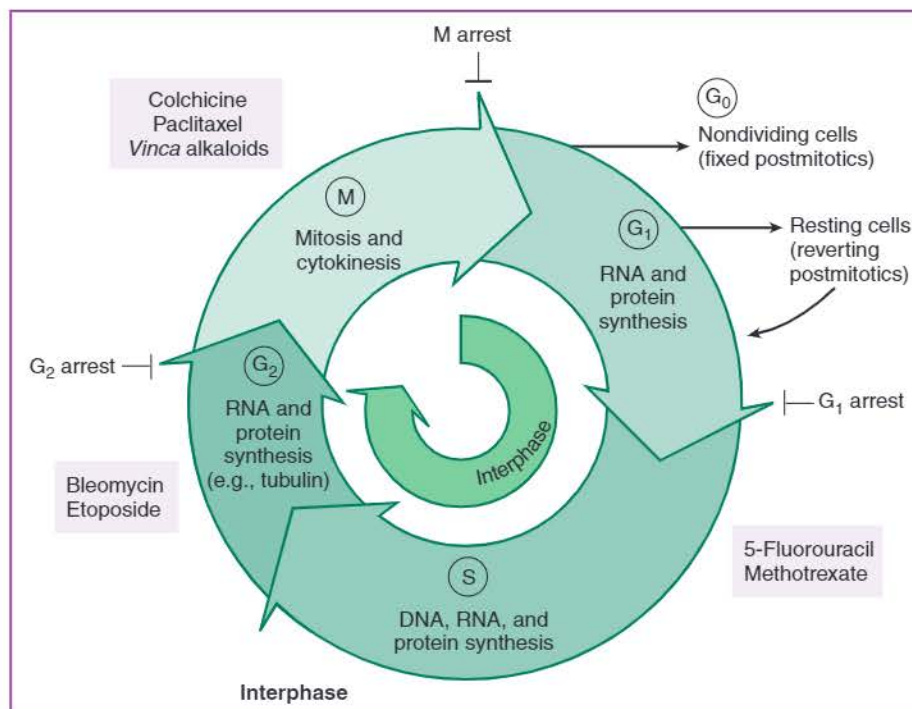 M arrest
Colchicine
Paclitaxel
Vinca alkaloids
G0
Nondividing cells
(fixed postmitotics)
M
Mitosis and
cytokinesis
G1
RNA and
protein
synthesis
Resting cells
(reverting
postmitotics)
G2 arrest
G2
RNA and
protein
synthesis
(e.g., tubulin)
G1 arrest
Interphase
Bleomycin
Etoposide
5-Fluorouracil
Methotrexate
S
DNA, RNA, and
protein synthesis
Interphase